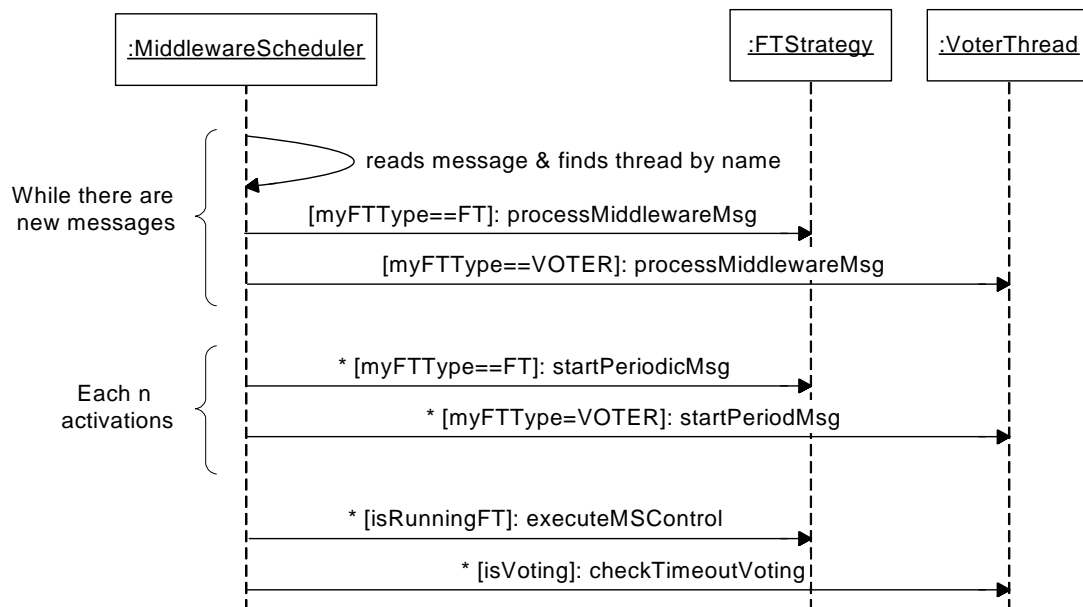 :MiddlewareScheduler
:FTStrategy
:VoterThread
reads message & finds thread by name
While there are
new messages
[myFTType==FT]: processMiddlewareMsg
[myFTType==VOTER]: processMiddlewareMsg
* [myFTType==FT]: startPeriodicMsg
Each n
activations
* [myFTType=VOTER]: startPeriodMsg
* [isRunningFT]: executeMSControl
* [isVoting]: checkTimeoutVoting